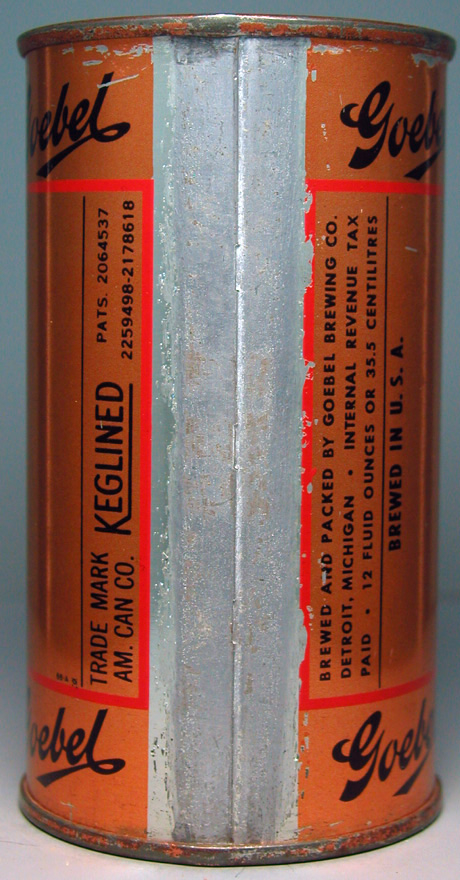 Goebel
Goebel
PATS. 2064537
2259498-2178618
TRADE MARK
AM. CAN CO.
KEGLINED
BREWED AND PACKED BY GOEBEL BREWING CO.
DETROIT, MICHIGAN • INTERNAL REVENUE TAX
PAID • 12 FLUID OUNCES OR 35.5 CENTILITRES
BREWED IN U. S. A.
Goebel
Goebel